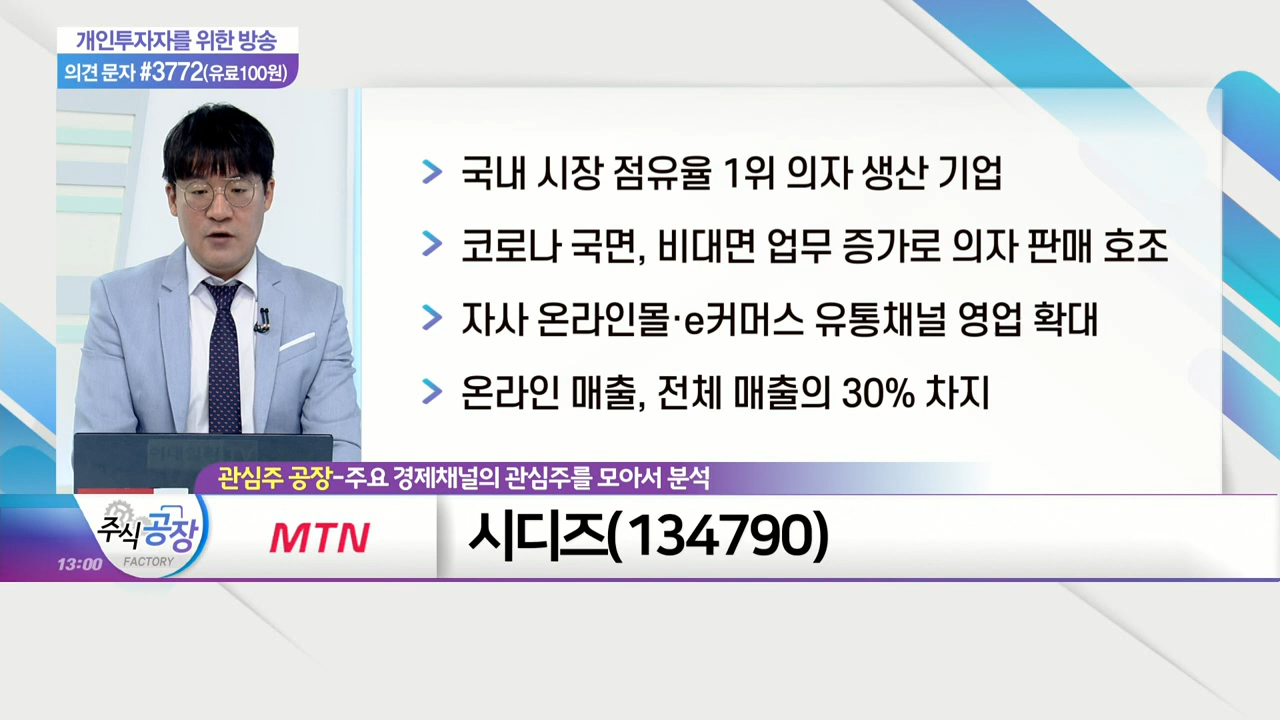 개인투자자를 위한 방송
의견 문자 #3772(유료100원)
국내 시장 점유율 1위 의자 생산 기업
코로나 국면, 비대면 업무 증가로 의자 판매 호조
자사 온라인몰·e커머스 유통채널 영업 확대
온라인 매출, 전체 매출의 30% 차지
관심주 공장-주요 경제채널의 관심주를 모아서 분석
주식공장
FACTORY
13:00
MTN
시디즈(134790)